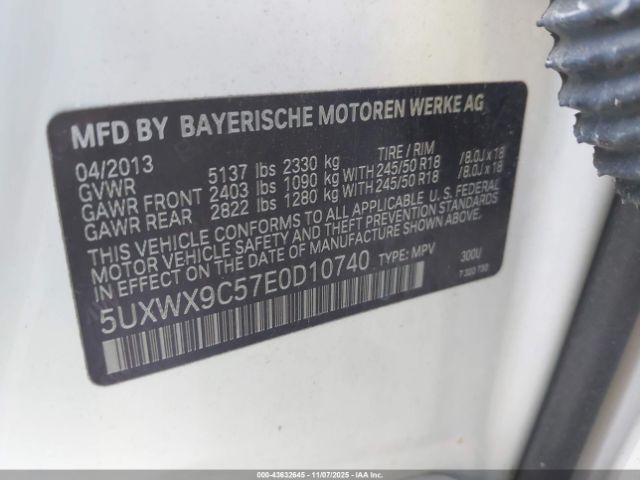 MFD BY BAYERISCHE MOTOREN WERKE AG
04/2013 TIRE / RIM
GVWR 5137 lbs 2330 kg
GAWR FRONT 2403 lbs 1090 kg WITH 245/50 R18 /8.0J x 18
GAWR REAR 2822 lbs 1280 kg WITH 245/50 R18 /8.0J x 18
THIS VEHICLE CONFORMS TO ALL APPLICABLE U. S. FEDERAL
MOTOR VEHICLE SAFETY AND THEFT PREVENTION STANDARDS
IN EFFECT ON THE DATE OF MANUFACTURE SHOWN ABOVE.
5UXWX9C57E0D10740 TYPE: MPV 300U
000-43632645 - 11/07/2025 - IAA